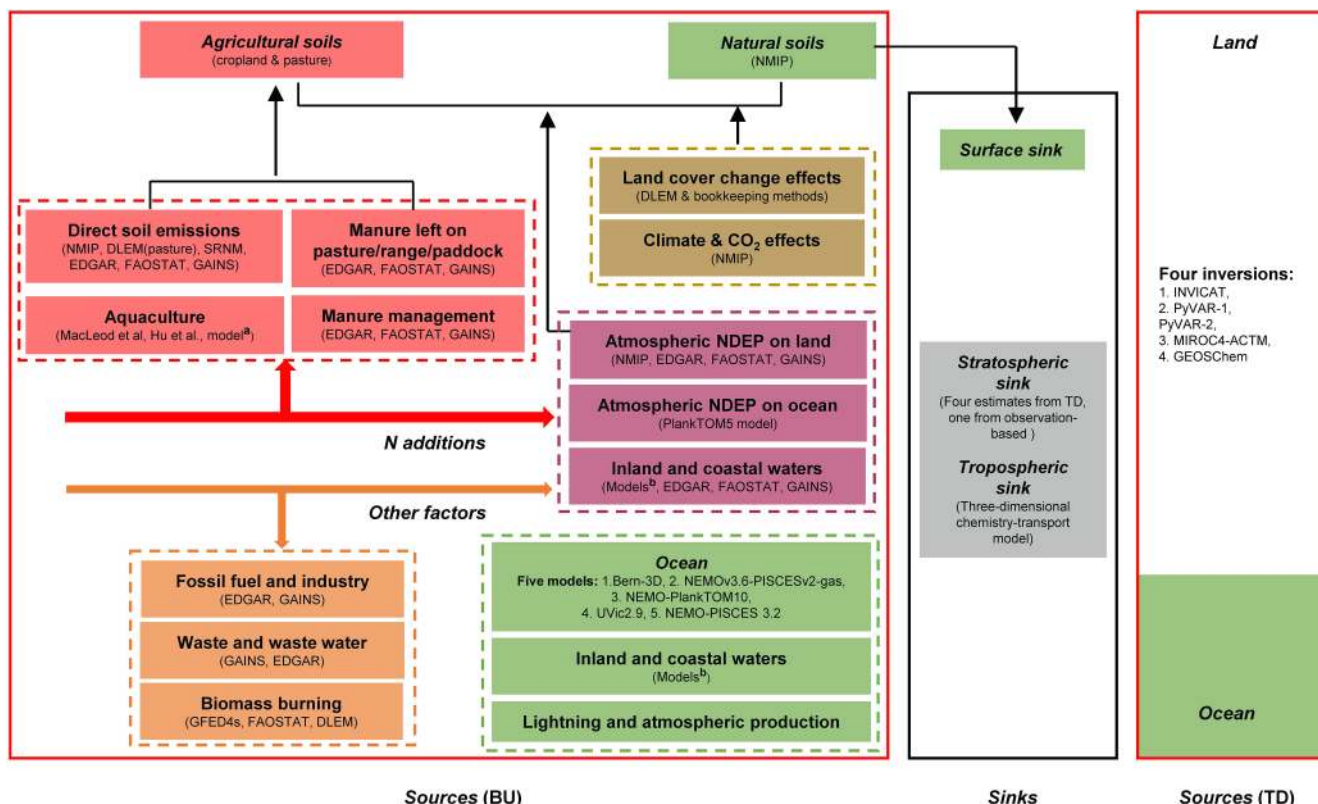 Agricultural soils
(cropland & pasture)
Natural soils
(NMIP)
Land cover change effects
(DLEM & bookkeeping methods)
Climate & CO2 effects
(NMIP)
Direct soil emissions
(NMIP, DLEM(pasture), SRNM,
EDGAR, FAOSTAT, GAINS)
Manure left on
pasture/range/paddock
(EDGAR, FAOSTAT, GAINS)
Aquaculture
(MacLeod et al, Hu et al., model a)
Manure management
(EDGAR, FAOSTAT, GAINS)
Atmospheric NDEP on land
(NMIP, EDGAR, FAOSTAT, GAINS)
Atmospheric NDEP on ocean
(PlankTOM5 model)
Inland and coastal waters
(Models b, EDGAR, FAOSTAT, GAINS)
N additions
Other factors
Fossil fuel and industry
(EDGAR, GAINS)
Waste and waste water
(GAINS, EDGAR)
Biomass burning
(GFED4s, FAOSTAT, DLEM)
Ocean
Five models: 1.Bern-3D, 2. NEMOv3.6-PISCESv2-gas,
3. NEMO-PlankTOM10,
4. UVic2.9, 5. NEMO-PISCES 3.2
Inland and coastal waters
(Models b)
Lightning and atmospheric production
Sources (BU)
Surface sink
Stratospheric
sink
(Four estimates from TD,
one from observation-
based )
Tropospheric
sink
(Three-dimensional
chemistry-transport
model)
Sinks
Land
Four inversions:
1. INVICAT,
2. PyVAR-1,
PyVAR-2,
3. MIROC4-ACTM,
4. GEOSChem
Ocean
Sources (TD)